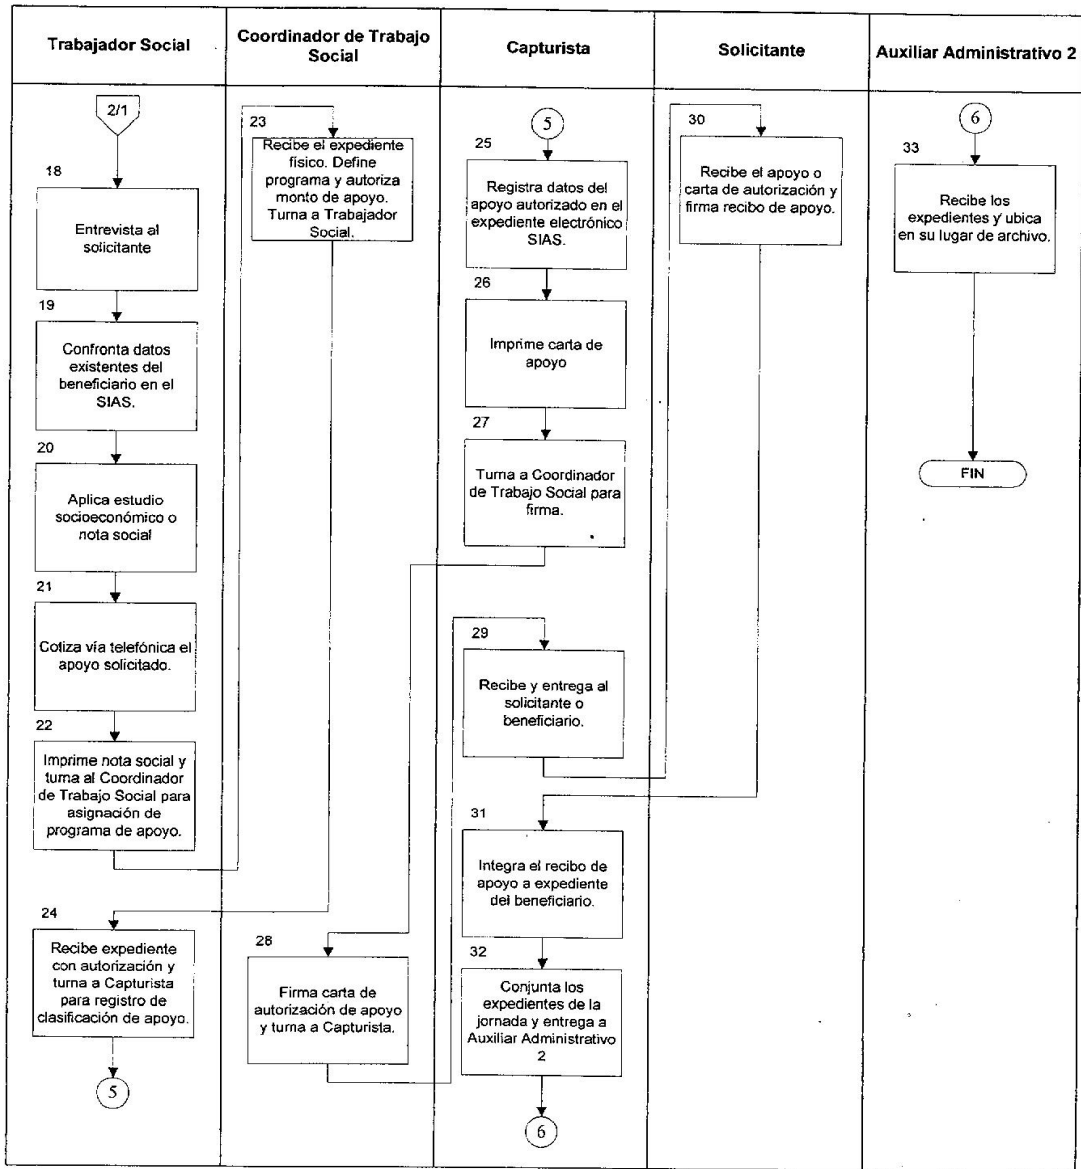 Trabajador Social
Coordinador de Trabajo
Social
Capturista
Solicitante
Auxiliar Administrativo 2
2/1
18
Entrevista al
solicitante
19
Confronta datos
existentes del
beneficiario en el
SIAS.
20
Aplica estudio
socioeconómico o
nota social
21
Cotiza vía telefónica el
apoyo solicitado.
22
Imprime nota social y
turna al Coordinador
de Trabajo Social para
asignación de
programa de apoyo.
23
Recibe el expediente
físico. Define
programa y autoriza
monto de apoyo.
Turna a Trabajador
Social.
24
Recibe expediente
con autorización y
turna a Capturista
para registro de
clasificación de apoyo.
5
5
25
Registra datos del
apoyo autorizado en el
expediente electrónico
SIAS.
26
Imprime carta de
apoyo
27
Turna a Coordinador
de Trabajo Social para
firma.
28
Firma carta de
autorización de apoyo
y turna a Capturista.
29
Recibe y entrega al
solicitante o
beneficiario.
30
Recibe el apoyo o
carta de autorización y
firma recibo de apoyo.
31
Integra el recibo de
apoyo a expediente
del beneficiario.
32
Conjunta los
expedientes de la
jornada y entrega a
Auxiliar Administrativo
2
6
6
33
Recibe los
expedientes y ubica
en su lugar de archivo.
FIN